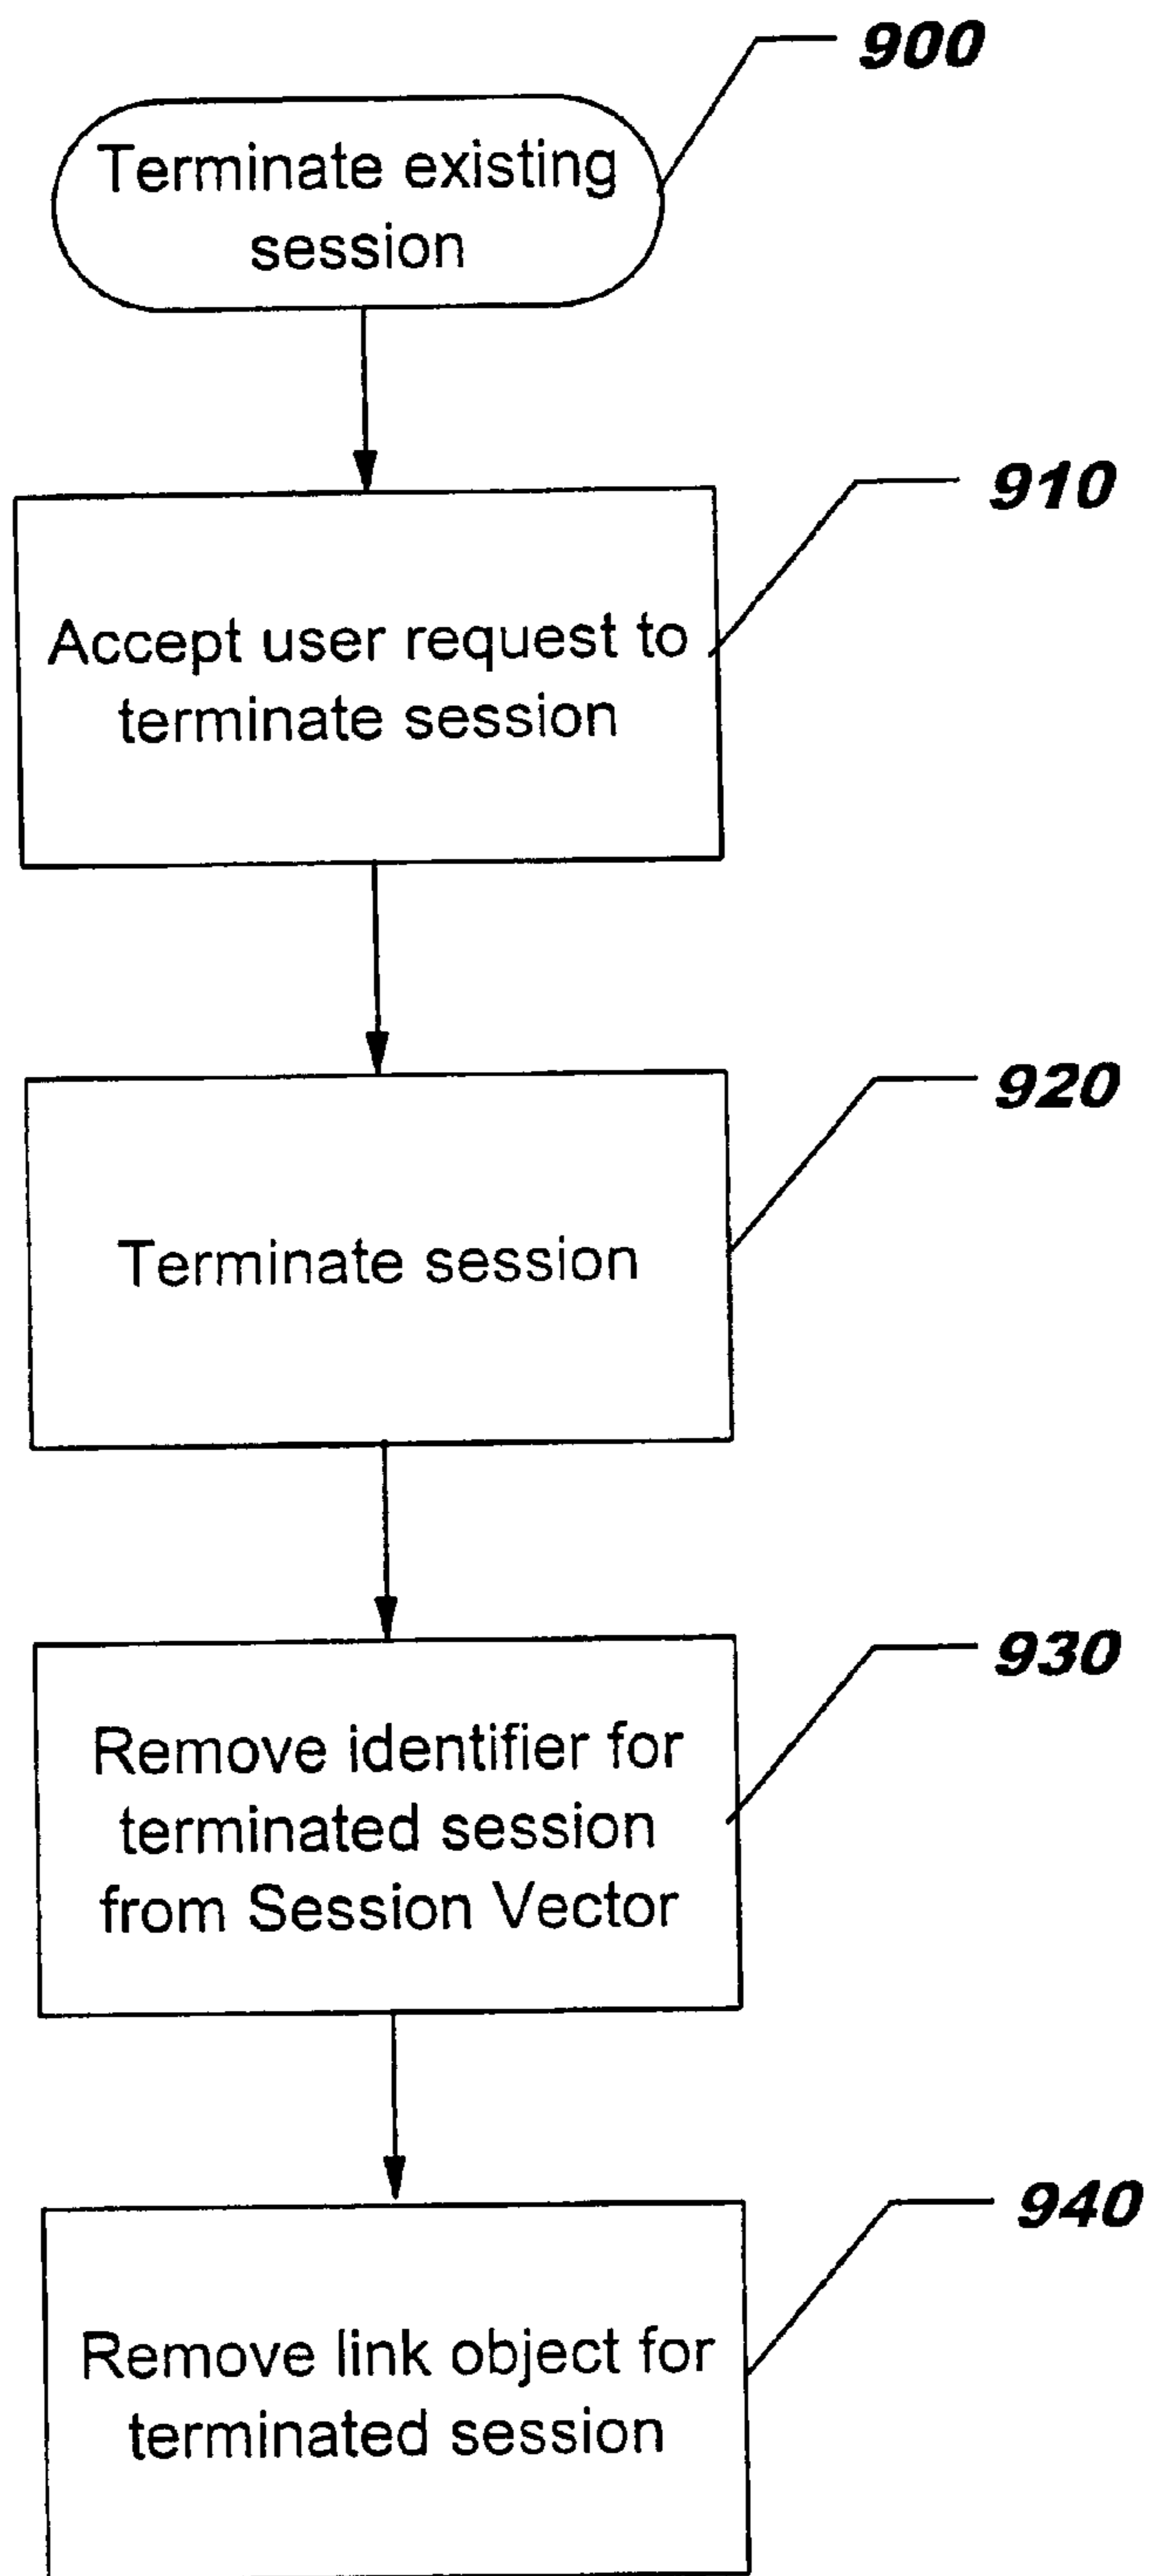 900
Terminate existing
session
910
Accept user request to
terminate session
920
Terminate session
930
Remove identifier for
terminated session
from Session Vector
940
Remove link object for
terminated session